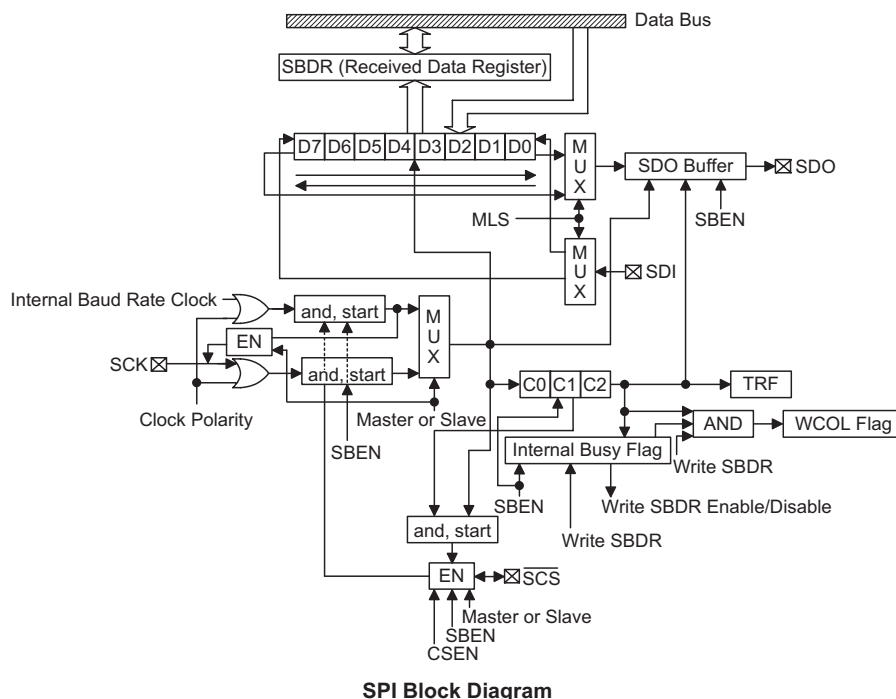 Data Bus
SBDR (Received Data Register)
D7 D6 D5 D4 D3 D2 D1 D0
MUX
SDO Buffer
SDO
MLS
SBEN
MUX
SDI
Internal Baud Rate Clock
and, start
MUX
EN
SCK
and, start
C0 C1 C2
TRF
Clock Polarity
Master or Slave
AND
WCOL Flag
SBEN
Internal Busy Flag
Write SBDR
SBEN
Write SBDR Enable/Disable
and, start
Write SBDR
EN
SCS
Master or Slave
SBEN
CSEN
SPI Block Diagram